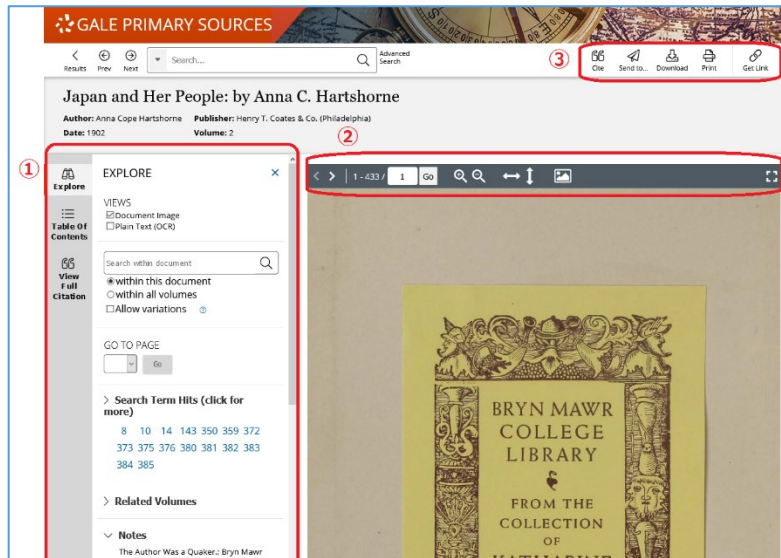 GALE PRIMARY SOURCES
Results
Prev
Next
Search...
Advanced
Search
③
Cite
Send to...
Download
Print
Get Link
Japan and Her People: by Anna C. Hartshorne
Author: Anna Cope Hartshorne Publisher: Henry T. Coates & Co. (Philadelphia)
Date: 1902 Volume: 2
①
②
Explore
Table Of
Contents
View
Full
Citation
EXPLORE
×
VIEWS
Document Image
Plain Text (OCR)
Search within document
within this document
within all volumes
Allow variations
GO TO PAGE
Go
Search Term Hits (click for
more)
8 10 14 143 350 359 372
373 375 376 380 381 382 383
384 385
Related Volumes
Notes
The Author Was a Quaker.; Bryn Mawr
1 - 433 / 1 Go
BRYN MAWR
COLLEGE
LIBRARY
FROM THE
COLLECTION
OF
KATHARINE